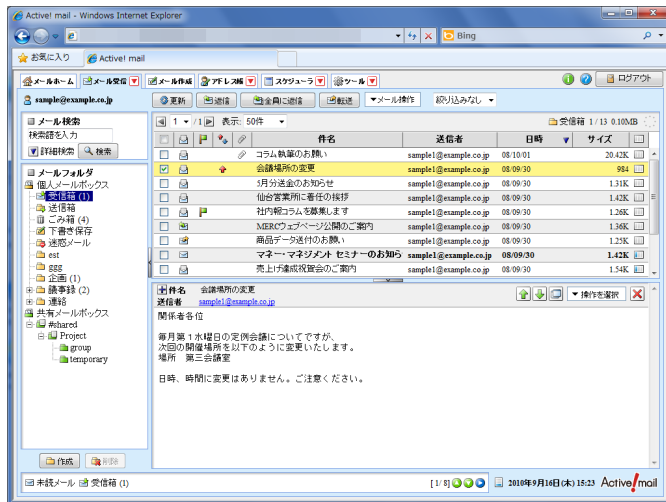 Active! mail - Windows Internet Explorer
Bing
お気に入り Active! mail
メールホーム メール受信 メール作成 アドレス帳 スケジューラ ツール ログアウト
sample@example.co.jp 更新 返信 全員に返信 転送 ▼メール操作 絞り込みなし
メール検索
検索語を入力
詳細検索 検索
メールフォルダ
個人メールボックス
受信箱 (1)
送信箱
ごみ箱 (4)
下書き保存
迷惑メール
est
ggg
企画 (1)
議事録 (2)
連絡
共有メールボックス
#shared
Project
group
temporary
作成 削除
1 / 1 表示: 50件 受信箱 1 / 13 0.10MB
件名 送信者 日時 ▼ サイズ
コラム執筆のお願い sample1@example.co.jp 08/10/01 20.42K
会議場所の変更 sample1@example.co.jp 08/09/30 984
5月分送金のお知らせ sample1@example.co.jp 08/09/30 1.31K
仙台営業所に着任の挨拶 sample1@example.co.jp 08/09/30 1.42K
社内報コラムを募集します sample1@example.co.jp 08/09/30 1.26K
MERCウェブページ公開のご案内 sample1@example.co.jp 08/09/30 1.36K
商品データ送付のお願い sample1@example.co.jp 08/09/30 1.25K
マネー・マネジメント セミナーのお知ら sample1@example.co.jp 08/09/30 1.42K
売上げ達成祝賀会のご案内 sample1@example.co.jp 08/09/30 1.54K
件名 会議場所の変更
送信者 sample1@example.co.jp
▼ 操作を選択
関係者各位
毎月第１水曜日の定例会議についてですが、
次回の開催場所を以下のように変更いたします。
場所 第三会議室
日時、時間に変更はありません。ご注意ください。
未読メール 受信箱 (1) [ 1/ 8] 2010年9月16日(木) 15:23 Active! mail